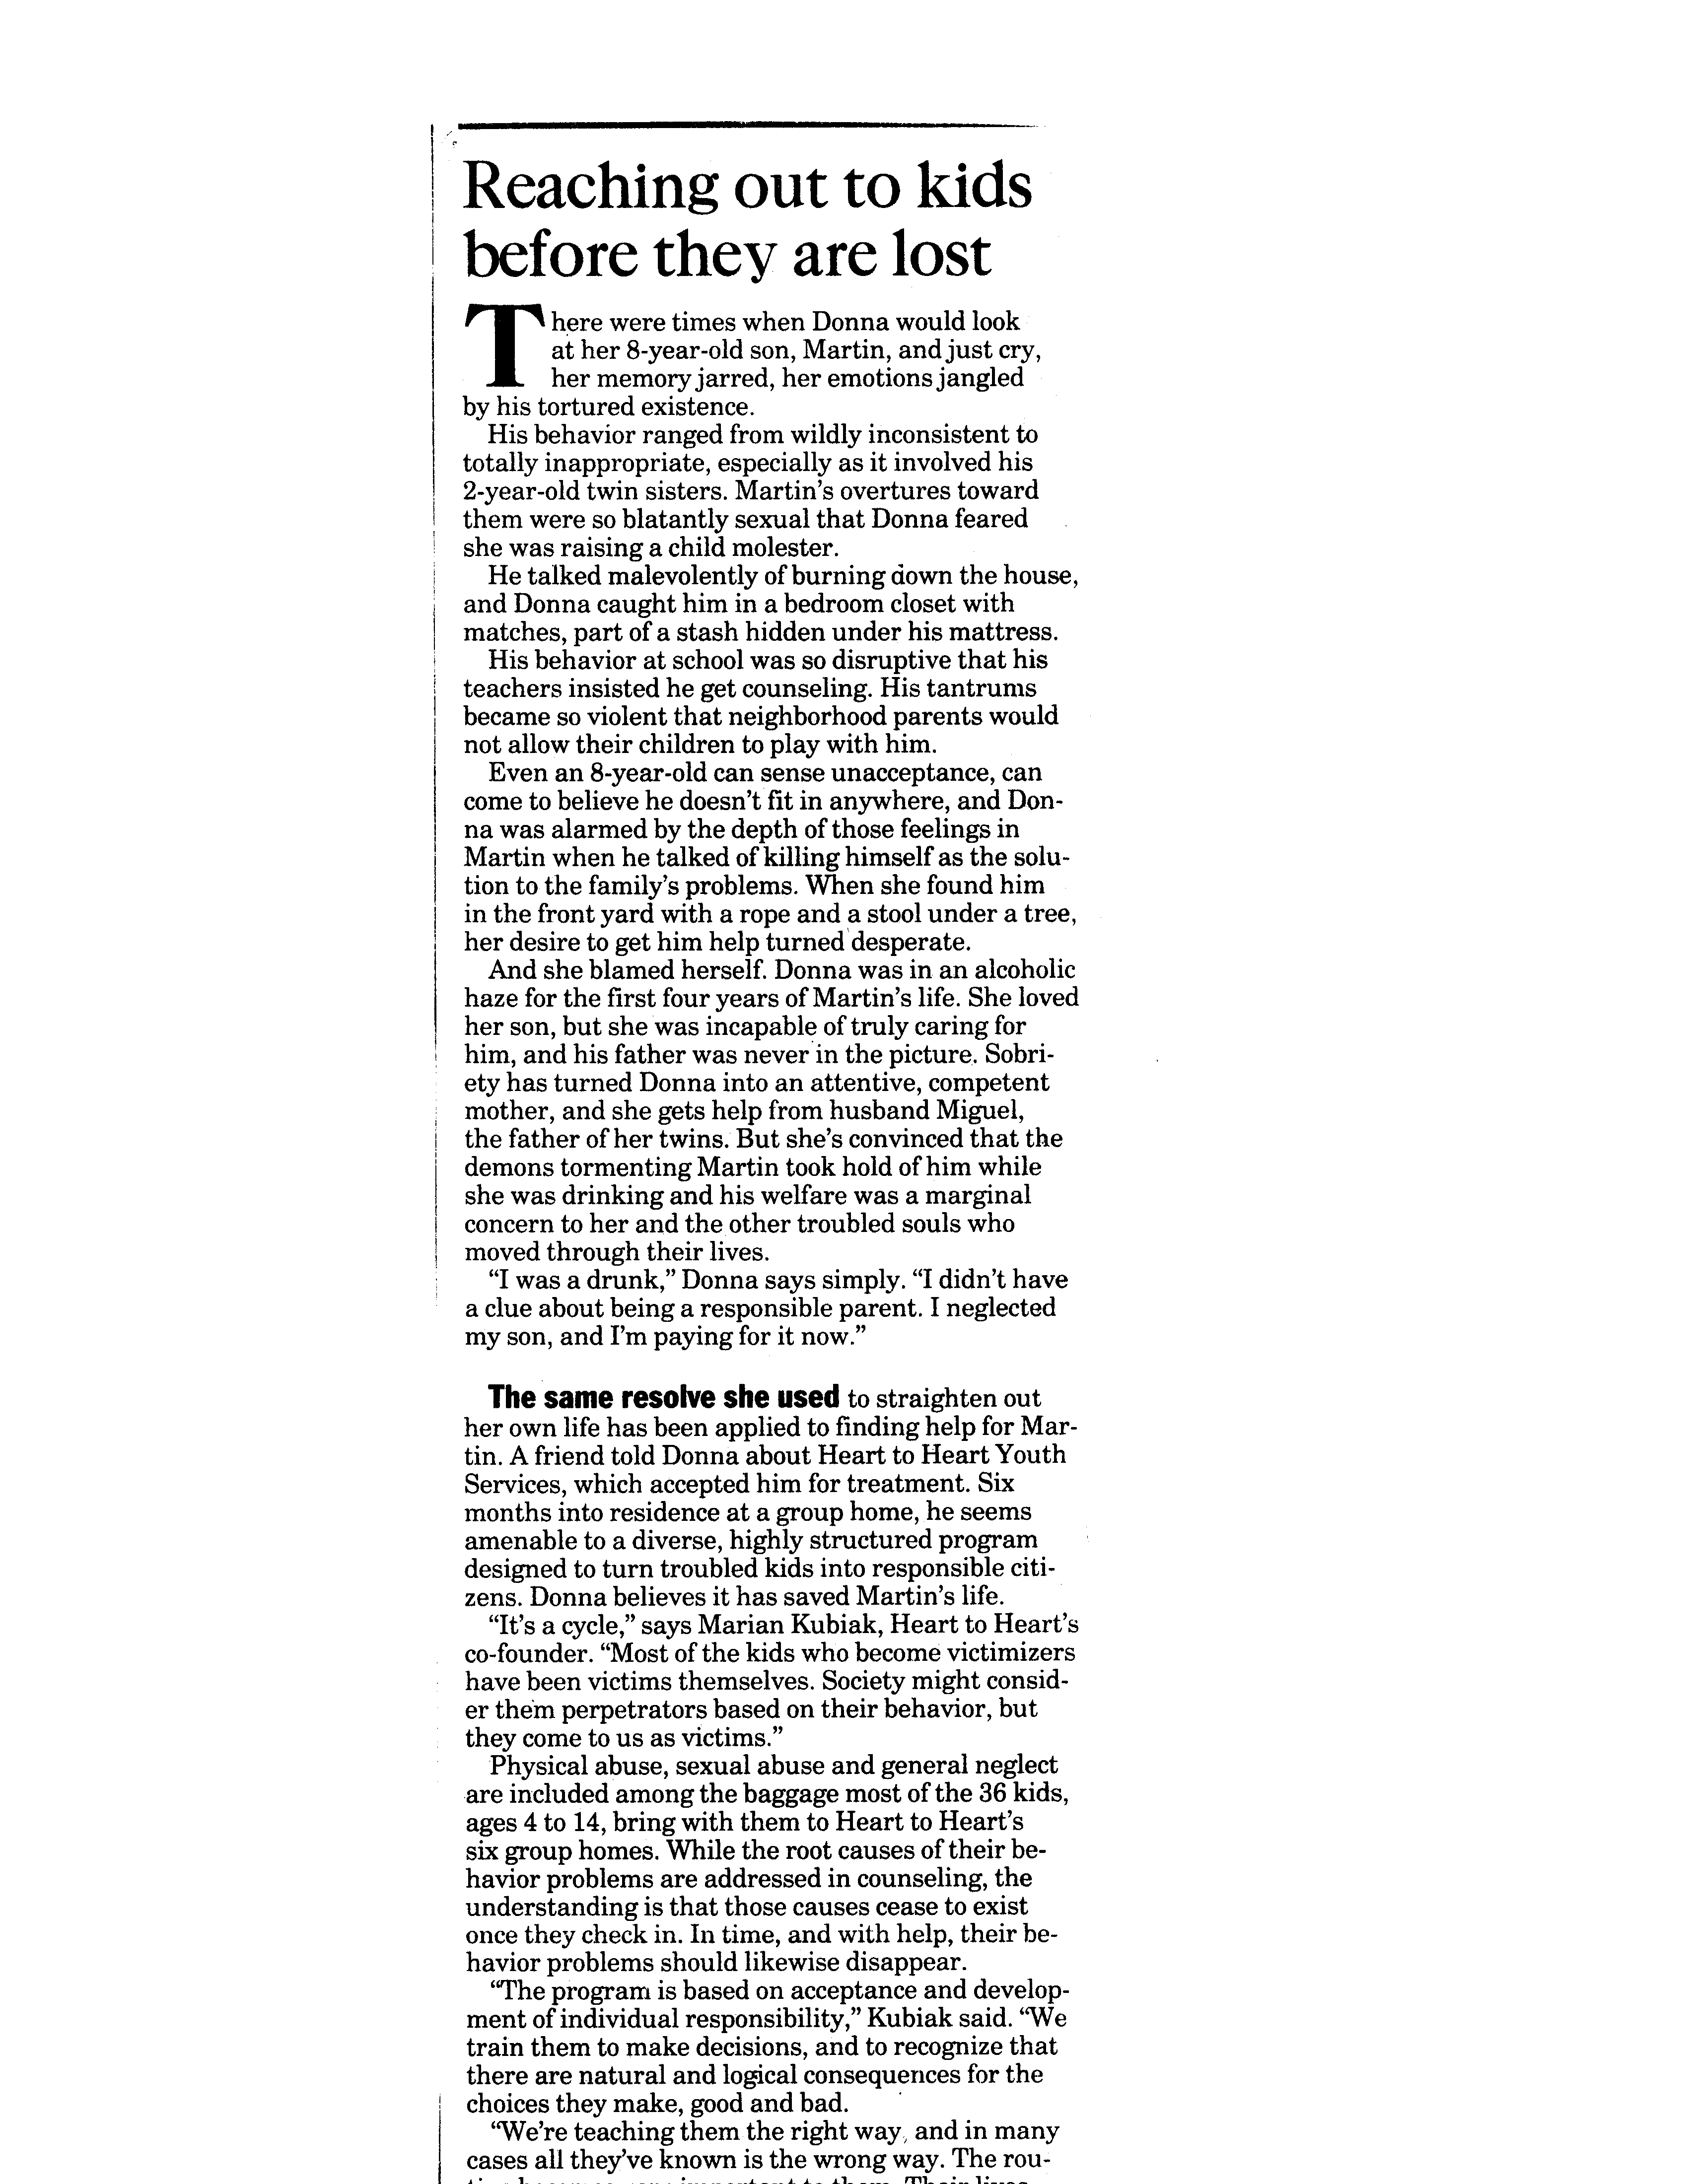 Reaching out to kids
before they are lost
There were times when Donna would look
at her 8-year-old son, Martin, and just cry,
her memory jarred, her emotions jangled
by his tortured existence.
His behavior ranged from wildly inconsistent to
totally inappropriate, especially as it involved his
2-year-old twin sisters. Martin's overtures toward
them were so blatantly sexual that Donna feared
she was raising a child molester.
He talked malevolently of burning down the house,
and Donna caught him in a bedroom closet with
matches, part of a stash hidden under his mattress.
His behavior at school was so disruptive that his
teachers insisted he get counseling. His tantrums
became so violent that neighborhood parents would
not allow their children to play with him.
Even an 8-year-old can sense unacceptance, can
come to believe he doesn't fit in anywhere, and Don-
na was alarmed by the depth of those feelings in
Martin when he talked of killing himself as the solu-
tion to the family's problems. When she found him
in the front yard with a rope and a stool under a tree,
her desire to get him help turned desperate.
And she blamed herself. Donna was in an alcoholic
haze for the first four years of Martin's life. She loved
her son, but she was incapable of truly caring for
him, and his father was never in the picture. Sobri-
ety has turned Donna into an attentive, competent
mother, and she gets help from husband Miguel,
the father of her twins. But she's convinced that the
demons tormenting Martin took hold of him while
she was drinking and his welfare was a marginal
concern to her and the other troubled souls who
moved through their lives.
“I was a drunk,” Donna says simply. “I didn't have
a clue about being a responsible parent. I neglected
my son, and I'm paying for it now.”
The same resolve she used to straighten out
her own life has been applied to finding help for Mar-
tin. A friend told Donna about Heart to Heart Youth
Services, which accepted him for treatment. Six
months into residence at a group home, he seems
amenable to a diverse, highly structured program
designed to turn troubled kids into responsible citi-
zens. Donna believes it has saved Martin's life.
“It's a cycle,” says Marian Kubiak, Heart to Heart's
co-founder. “Most of the kids who become victimizers
have been victims themselves. Society might consid-
er them perpetrators based on their behavior, but
they come to us as victims.”
Physical abuse, sexual abuse and general neglect
are included among the baggage most of the 36 kids,
ages 4 to 14, bring with them to Heart to Heart's
six group homes. While the root causes of their be-
havior problems are addressed in counseling, the
understanding is that those causes cease to exist
once they check in. In time, and with help, their be-
havior problems should likewise disappear.
“The program is based on acceptance and develop-
ment of individual responsibility,” Kubiak said. “We
train them to make decisions, and to recognize that
there are natural and logical consequences for the
choices they make, good and bad.
“We're teaching them the right way, and in many
cases all they've known is the wrong way. The rou-